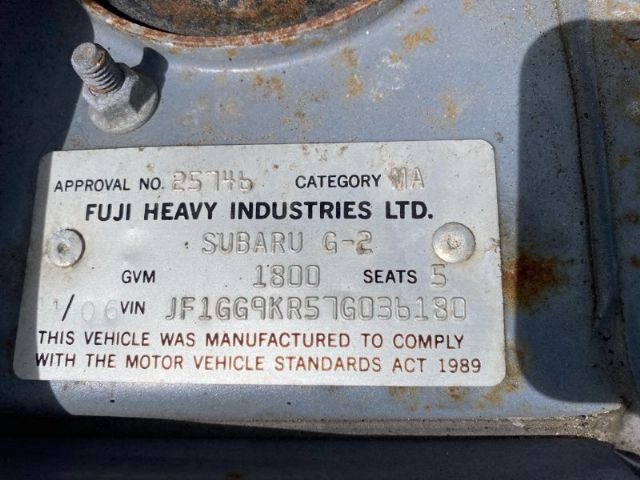 APPROVAL NO. 25746 CATEGORY MA
FUJI HEAVY INDUSTRIES LTD.
SUBARU G-2
GVM 1800 SEATS 5
11/06 VIN JF1GG9KR57G036180
THIS VEHICLE WAS MANUFACTURED TO COMPLY
WITH THE MOTOR VEHICLE STANDARDS ACT 1989